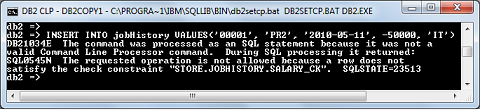 DB2 CLP - DB2COPY1 - C:\PROGRA~1\IBM\SQLLIB\BIN\db2setcp.bat DB2SETCP.BAT DB2.EXE
db2 =>
db2 => INSERT INTO jobHistory VALUES('00001', 'PR2', '2010-05-11', -50000, 'IT')
DB21034E  The command was processed as an SQL statement because it was not a
valid Command Line Processor command.  During SQL processing it returned:
SQL0545N  The requested operation is not allowed because a row does not
satisfy the check constraint "STORE.JOBHISTORY.SALARY_CK".  SQLSTATE=23513
db2 =>